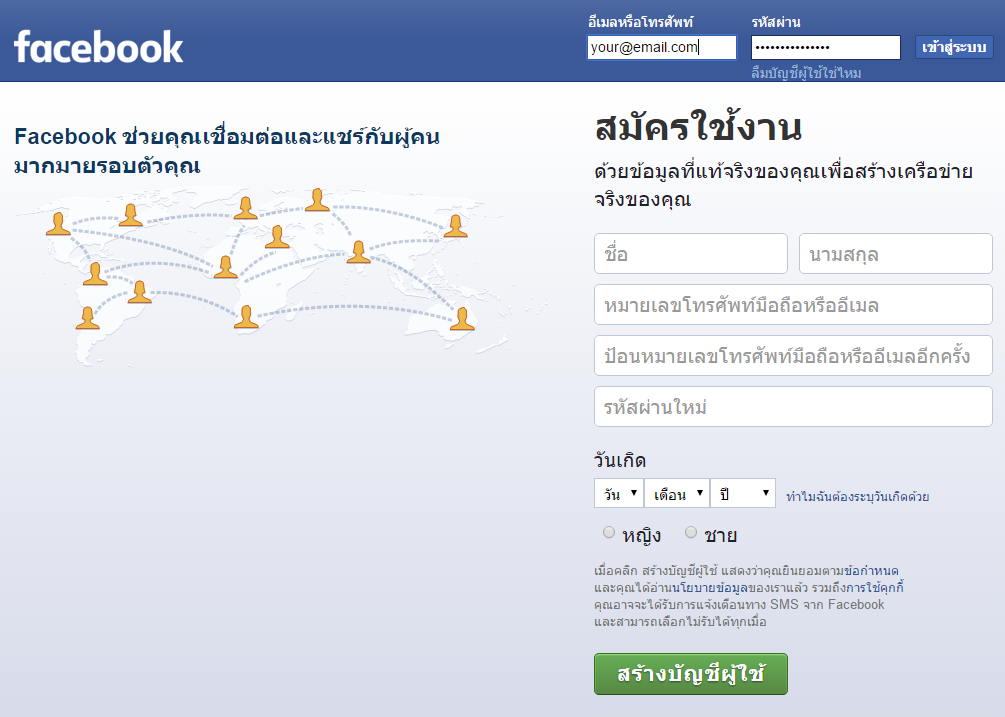 facebook
อีเมลหรือโทรศัพท์
your@email.com
รหัสผ่าน
•••••••••••••••
เข้าสู่ระบบ
ลืมบัญชีผู้ใช้ใช่ไหม
Facebook ช่วยคุณเชื่อมต่อและแชร์กับผู้คน
มากมายรอบตัวคุณ
สมัครใช้งาน
ด้วยข้อมูลที่แท้จริงของคุณเพื่อสร้างเครือข่าย
จริงของคุณ
ชื่อ
นามสกุล
หมายเลขโทรศัพท์มือถือหรืออีเมล
ป้อนหมายเลขโทรศัพท์มือถือหรืออีเมลอีกครั้ง
รหัสผ่านใหม่
วันเกิด
วัน
เดือน
ปี
ทำไมฉันต้องระบุวันเกิดด้วย
หญิง
ชาย
เมื่อคลิก สร้างบัญชีผู้ใช้ แสดงว่าคุณยินยอมตามข้อกำหนด
และคุณได้อ่านนโยบายข้อมูลของเราแล้ว รวมถึงการใช้คุกกี้
คุณอาจจะได้รับการแจ้งเตือนทาง SMS จาก Facebook
และสามารถเลือกไม่รับได้ทุกเมื่อ
สร้างบัญชีผู้ใช้